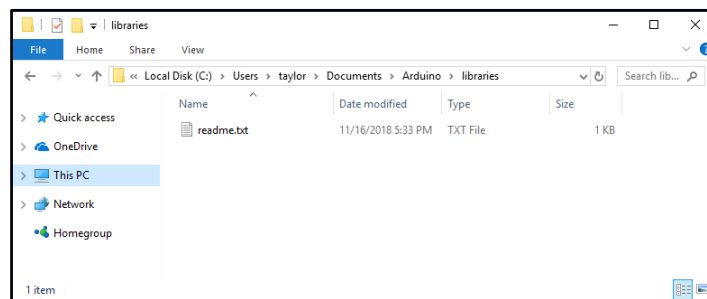 libraries
File Home Share View
« Local Disk (C:) › Users › taylor › Documents › Arduino › libraries Search lib...
Name Date modified Type Size
Quick access
readme.txt 11/16/2018 5:33 PM TXT File 1 KB
OneDrive
This PC
Network
Homegroup
1 item